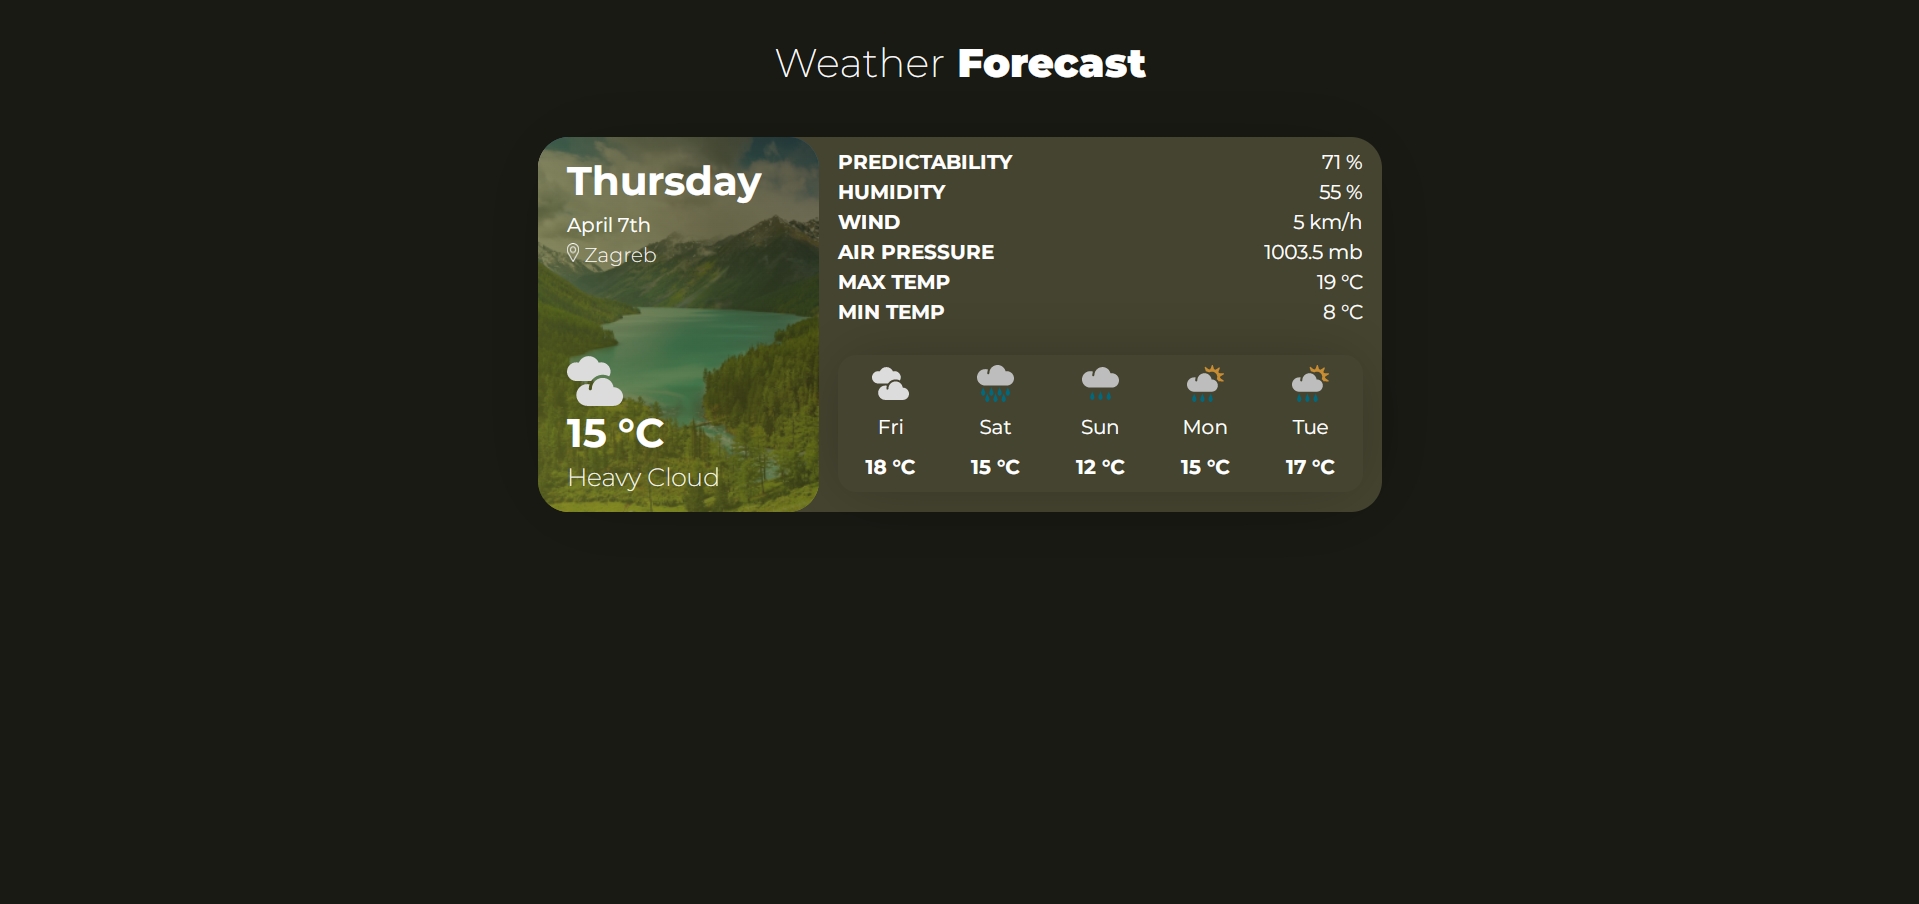 Weather Forecast
Thursday
April 7th
Zagreb
15 °C
Heavy Cloud
PREDICTABILITY 71 %
HUMIDITY 55 %
WIND 5 km/h
AIR PRESSURE 1003.5 mb
MAX TEMP 19 °C
MIN TEMP 8 °C
Fri Sat Sun Mon Tue
18 °C 15 °C 12 °C 15 °C 17 °C